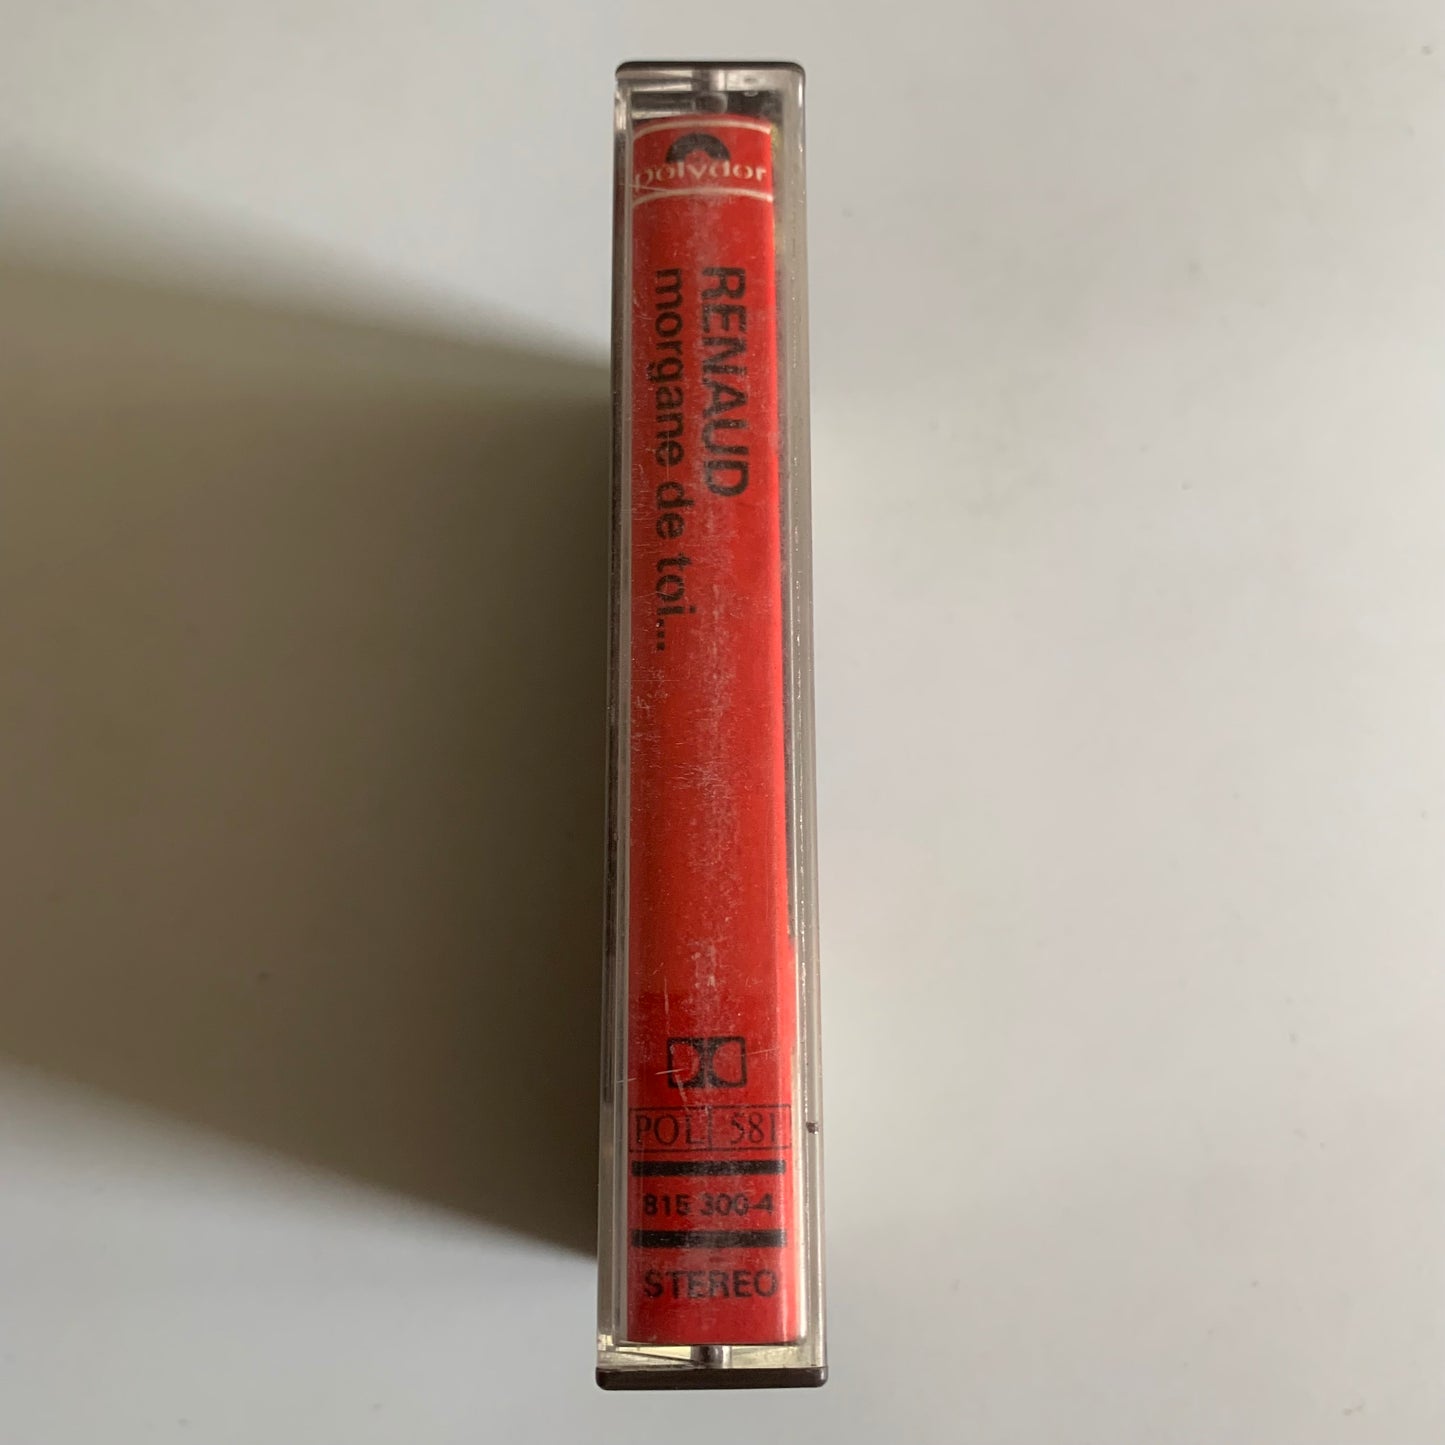 polydor
RENAUD
morgane de toi...
POL 581
815 300-4
STEREO